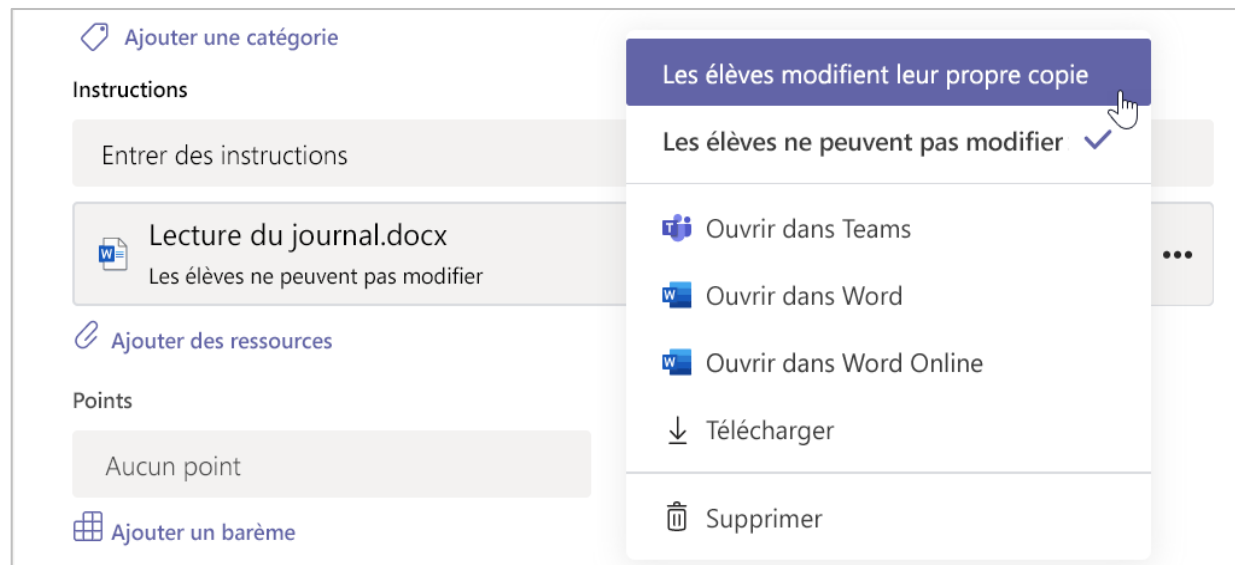 Ajouter une catégorie
Instructions
Entrer des instructions
Lecture du journal.docx
Les élèves ne peuvent pas modifier
Ajouter des ressources
Points
Aucun point
Ajouter un barème
Les élèves modifient leur propre copie
Les élèves ne peuvent pas modifier
Ouvrir dans Teams
Ouvrir dans Word
Ouvrir dans Word Online
Télécharger
Supprimer